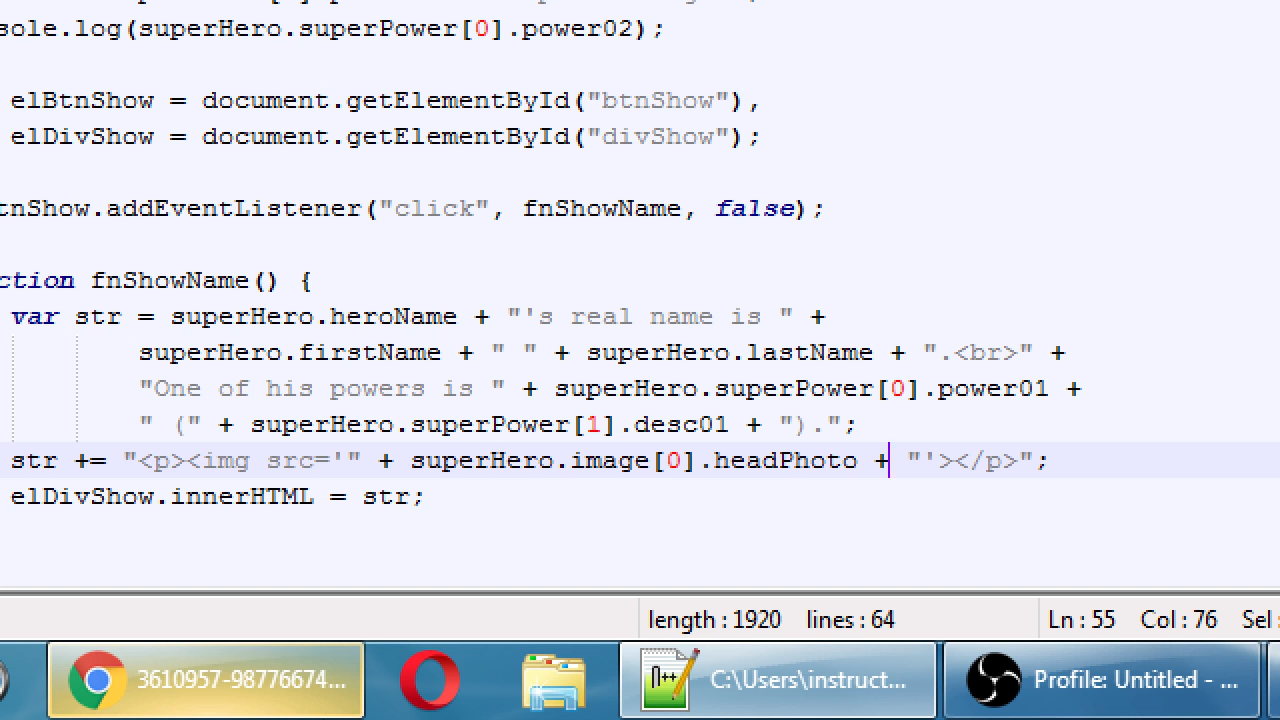 sole.log(superHero.superPower[0].power02);
elBtnShow = document.getElementById("btnShow"),
elDivShow = document.getElementById("divShow");
tnShow.addEventListener("click", fnShowName, false);
ction fnShowName() {
var str = superHero.heroName + "'s real name is " +
superHero.firstName + " " + superHero.lastName + ".<br>" +
"One of his powers is " + superHero.superPower[0].power01 +
" (" + superHero.superPower[1].desc01 + ").";
str += "<p><img src='" + superHero.image[0].headPhoto + "'></p>";
elDivShow.innerHTML = str;
length : 1920 lines : 64 Ln : 55 Col : 76 Sel :
3610957-98776674... C:\Users\instruct... Profile: Untitled - ...